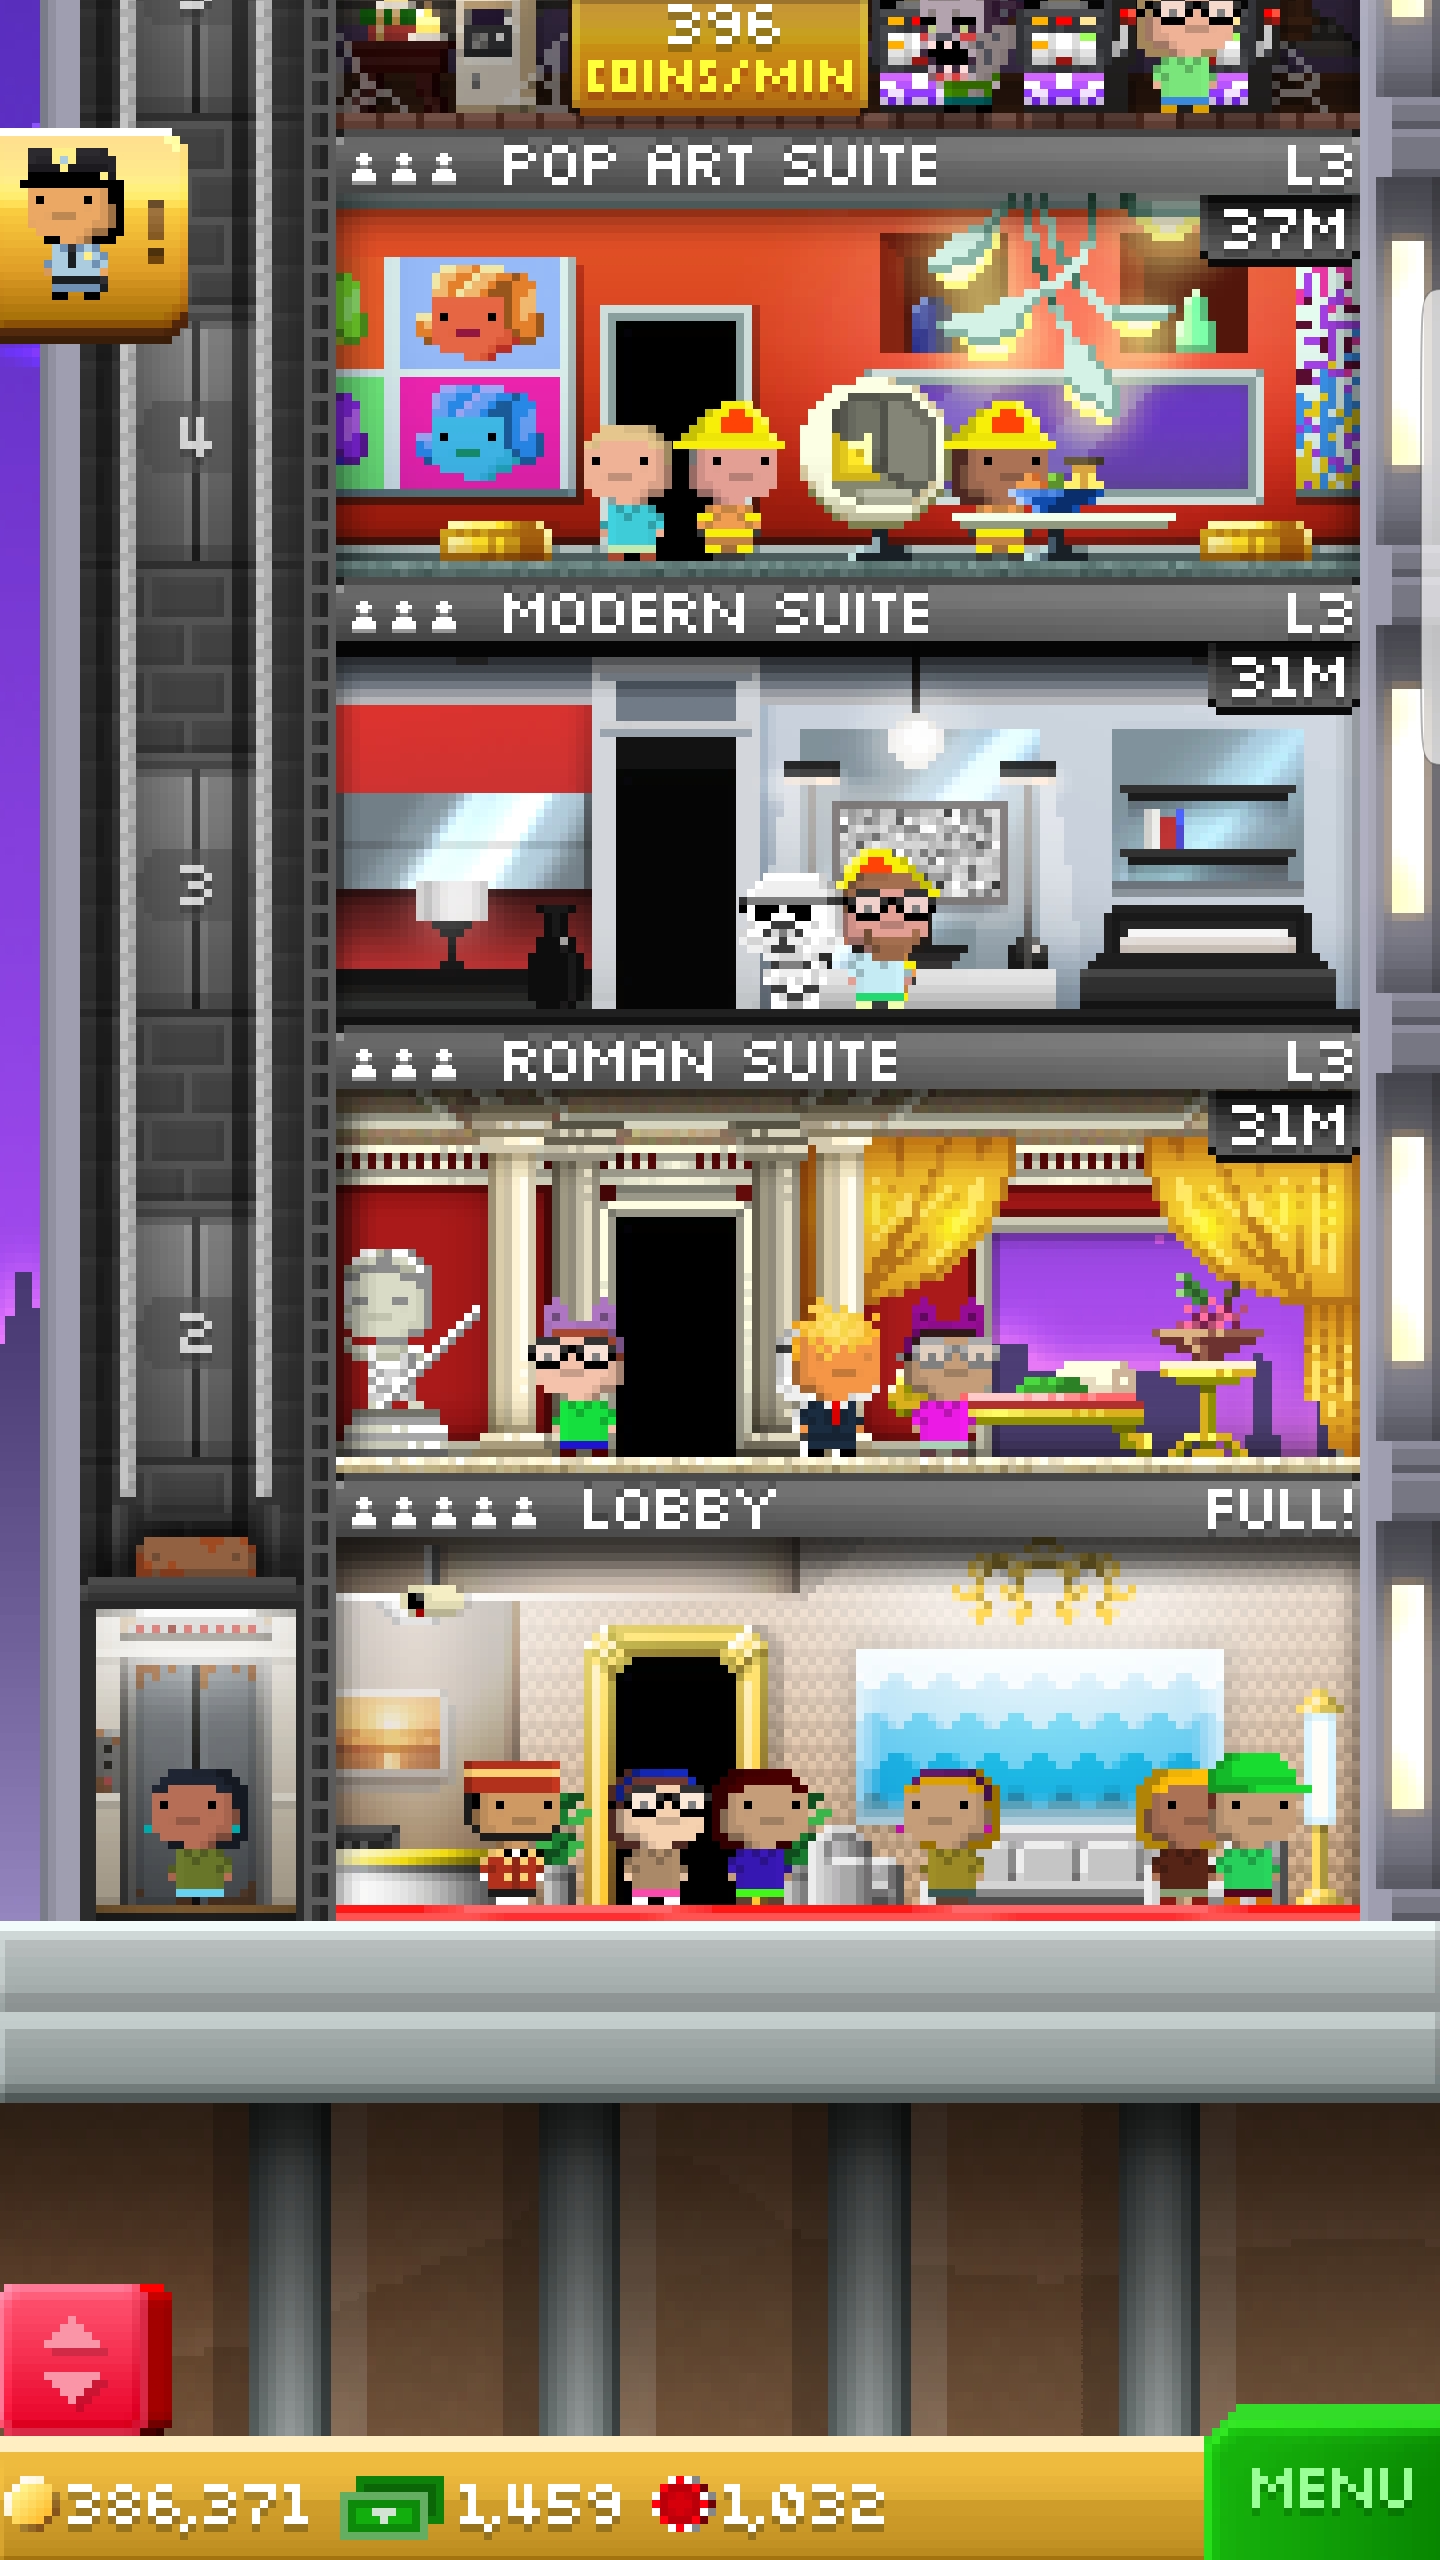 396
COINS/MIN
POP ART SUITE L3
37M
4
MODERN SUITE L3
31M
3
ROMAN SUITE L3
31M
2
LOBBY FULL!
386,371 1,459 1,032
MENU